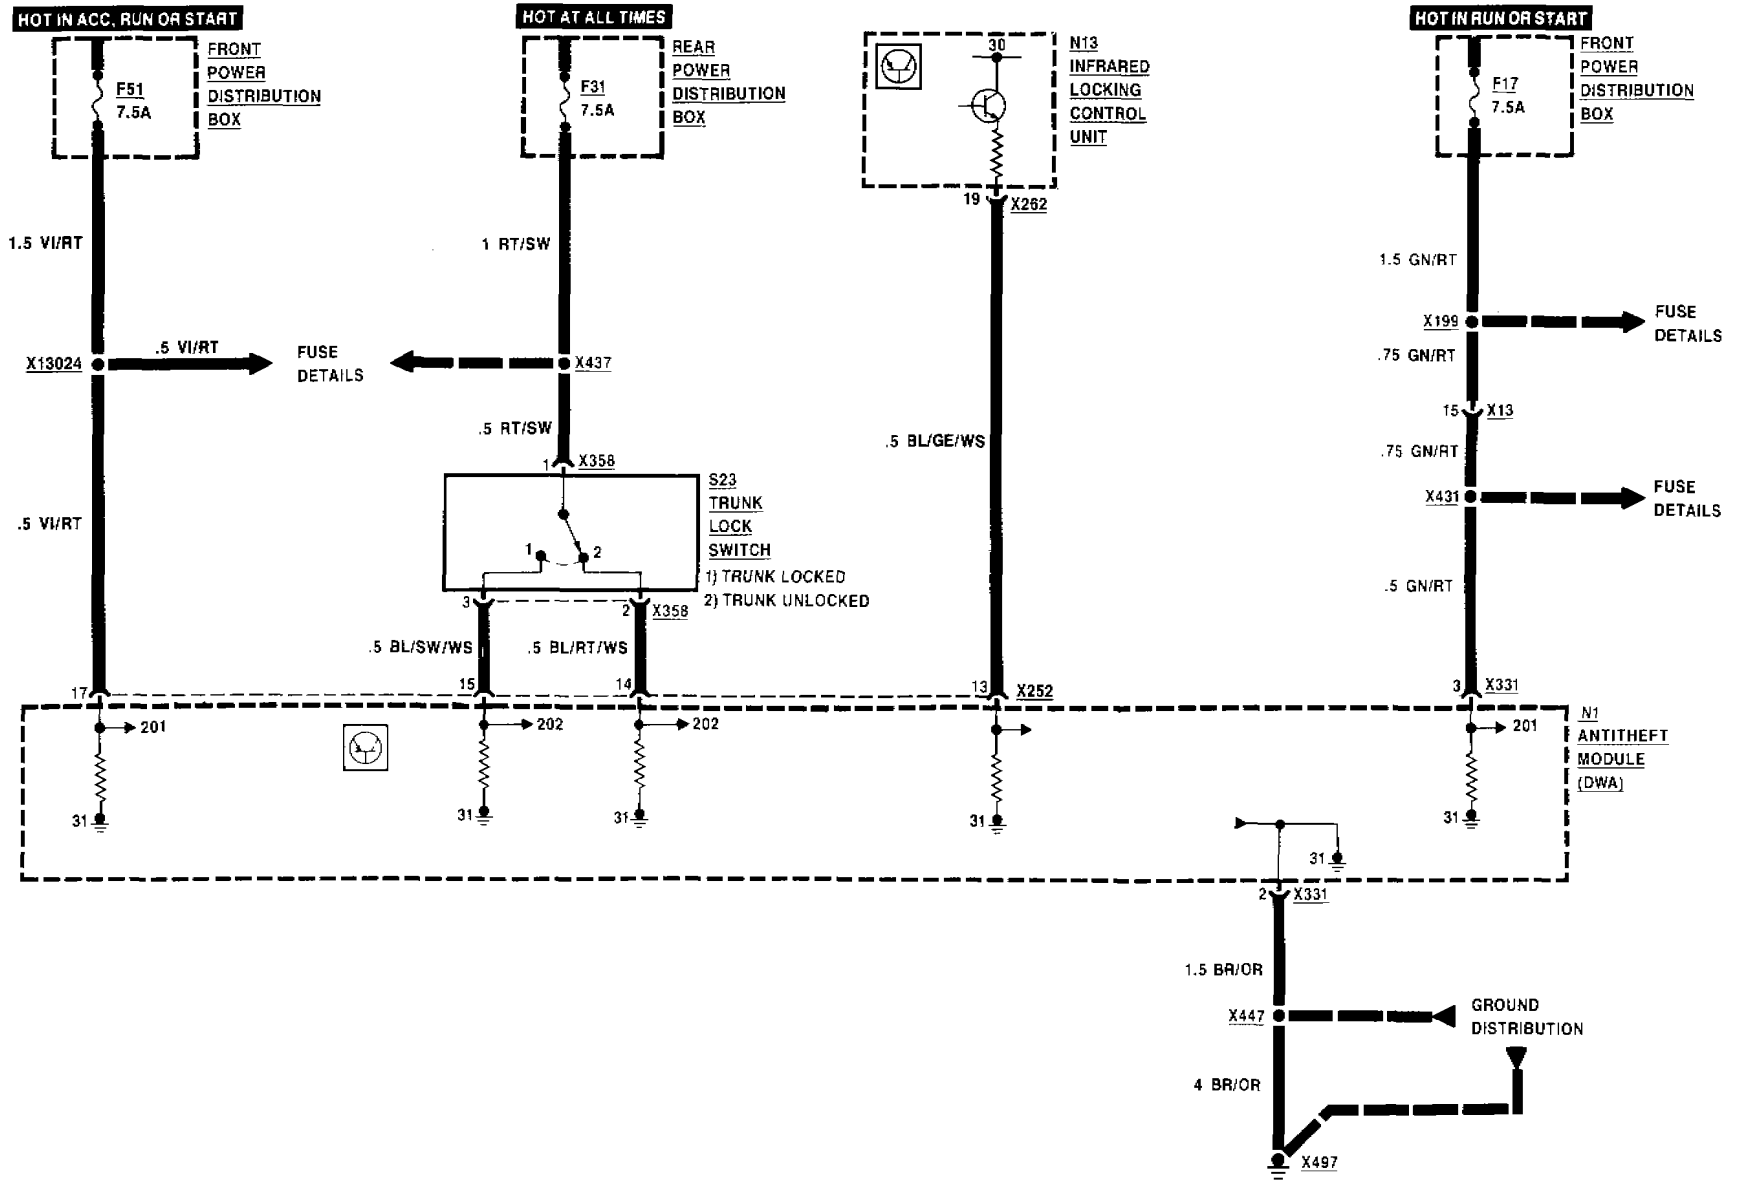 HOT IN ACC, RUN OR START
F51
7.5A
FRONT
POWER
DISTRIBUTION
BOX
1.5 VI/RT
X13024
.5 VI/RT
FUSE
DETAILS
.5 VI/RT
17
HOT AT ALL TIMES
F31
7.5A
REAR
POWER
DISTRIBUTION
BOX
1 RT/SW
X437
.5 RT/SW
1
X358
1
2
S23
TRUNK
LOCK
SWITCH
1) TRUNK LOCKED
2) TRUNK UNLOCKED
3
2
X358
.5 BL/SW/WS
.5 BL/RT/WS
15
14
30
N13
INFRARED
LOCKING
CONTROL
UNIT
19
X262
.5 BL/GE/WS
13
X252
HOT IN RUN OR START
F17
7.5A
FRONT
POWER
DISTRIBUTION
BOX
1.5 GN/RT
X199
FUSE
DETAILS
.75 GN/RT
15
X13
.75 GN/RT
X431
FUSE
DETAILS
.5 GN/RT
3
X331
201
202
202
201
31
31
31
31
31
31
N1
ANTITHEFT
MODULE
(DWA)
2
X331
1.5 BR/OR
X447
GROUND
DISTRIBUTION
4 BR/OR
X497